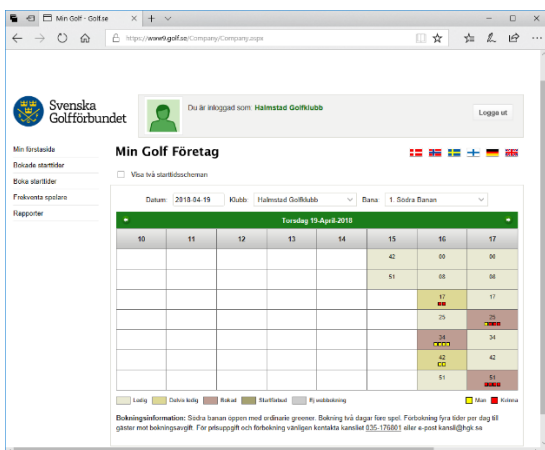 Min Golf - Golf.se
https://www9.golf.se/Company/Company.aspx
Svenska
Golfförbundet
Du är inloggad som: Halmstad Golfklubb
Logga ut
Min förstasida
Bokade starttider
Boka starttider
Frekventa spelare
Rapporter
Min Golf Företag
Visa två starttidsscheman
Datum: 2018-04-19 Klubb: Halmstad Golfklubb Bana: 1. Södra Banan
Torsdag 19-April-2018
10 11 12 13 14 15 16 17
42 00 00
51 08 08
17 17
25 25
34 34
42 42
51 51
Ledig Delvis ledig Bokad Startförbud Ej webbokning Man Kvinna
Bokningsinformation: Södra banan öppen med ordinarie greener. Bokning två dagar före spel. Förbokning fyra tider per dag till
gäster mot bokningsavgift. För prisuppgift och förbokning vänligen kontakta kansliet 035-176801 eller e-post kansli@hgk.se